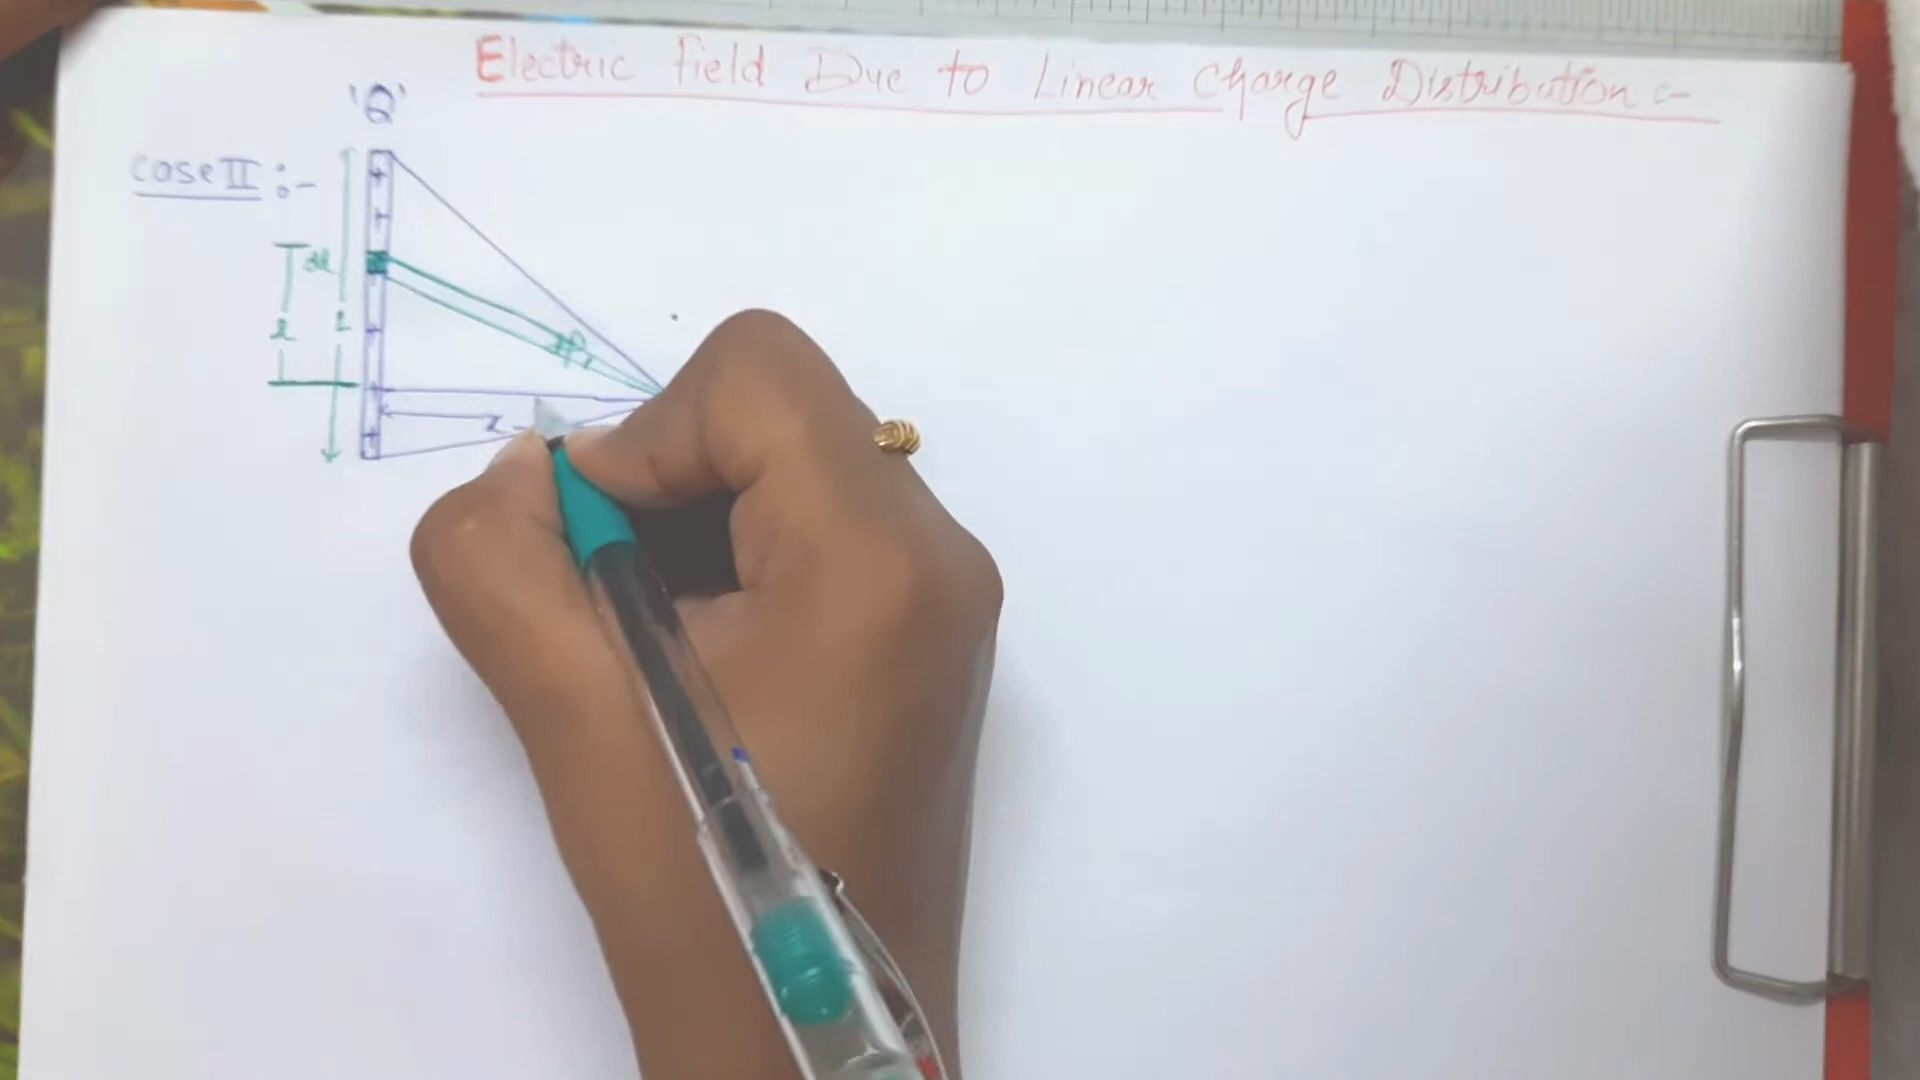 Electric field Due to Linear Charge Distribution :-
'Q'
Case II :-
dl
l
L
x